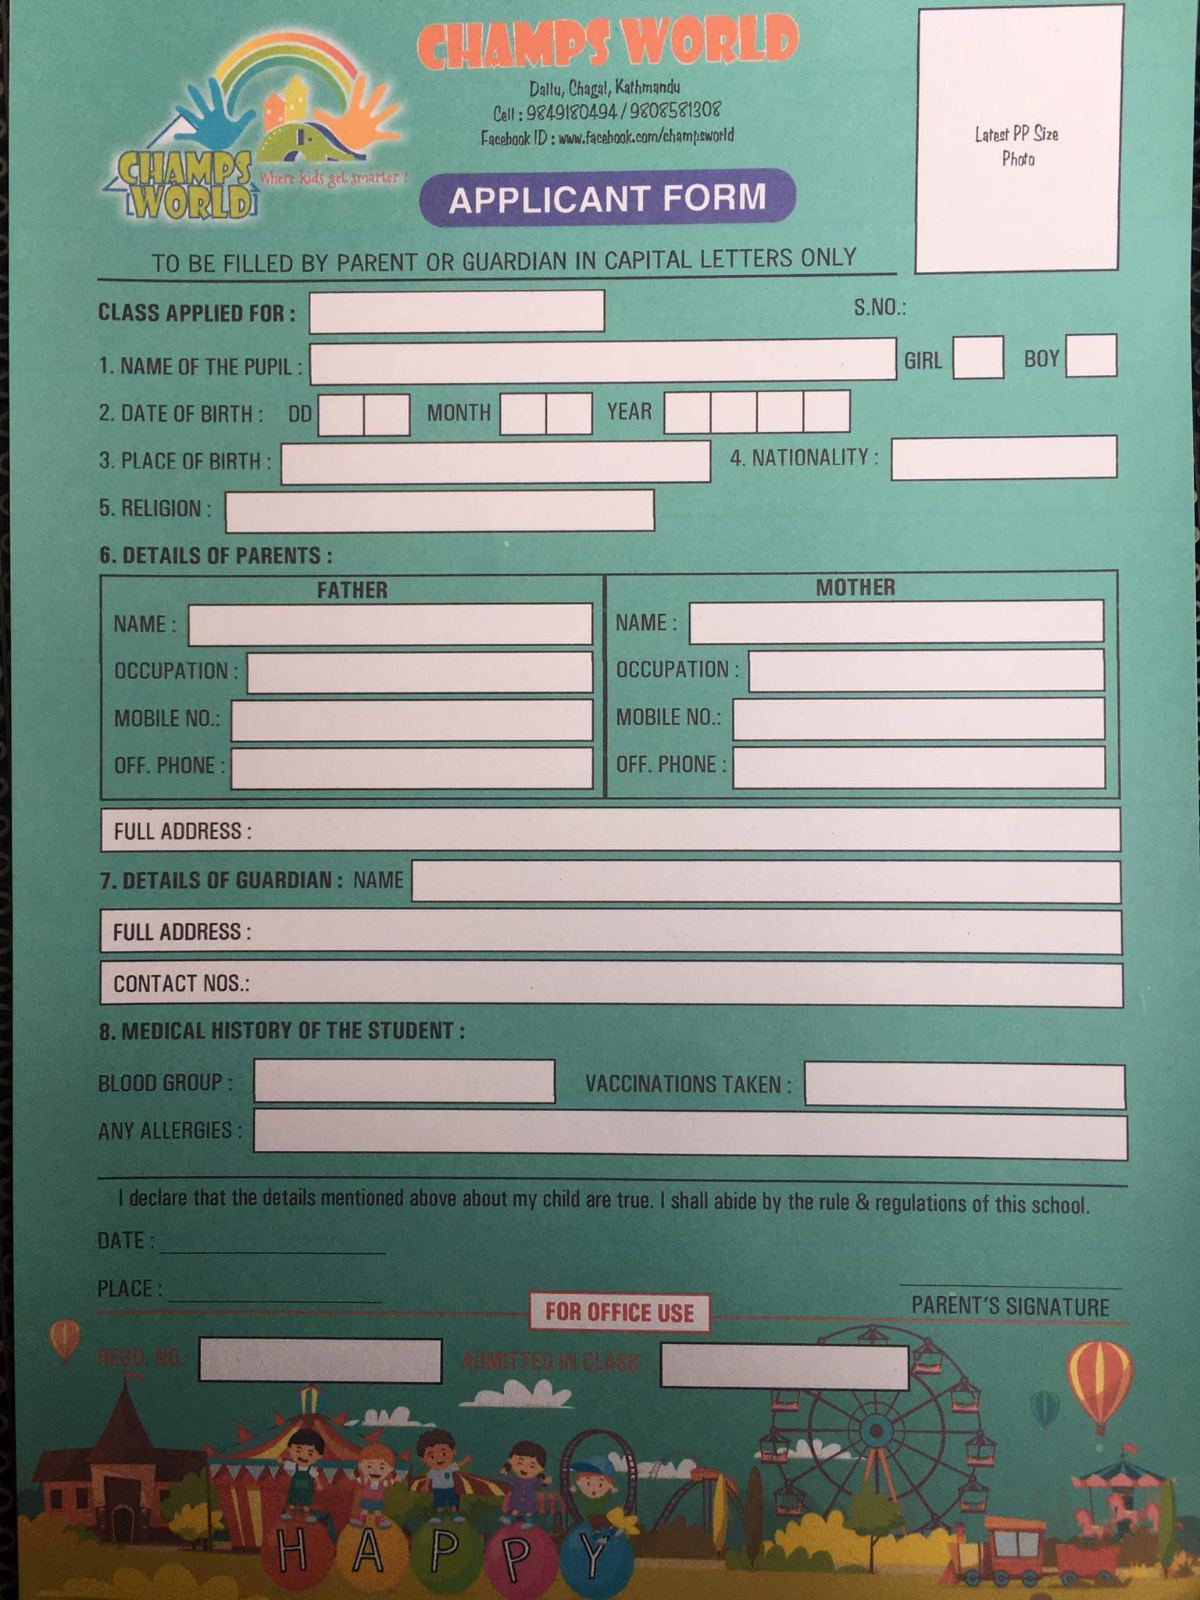 CHAMPS WORLD
Dallu, Chagal, Kathmandu
Cell : 9849180494 / 9808581308
Facebook ID : www.facebook.com/champsworld
CHAMPS
WORLD
Where kids get smarter !
Latest PP Size
Photo
APPLICANT FORM
TO BE FILLED BY PARENT OR GUARDIAN IN CAPITAL LETTERS ONLY
CLASS APPLIED FOR : S.NO.:
1. NAME OF THE PUPIL : GIRL BOY
2. DATE OF BIRTH : DD MONTH YEAR
3. PLACE OF BIRTH : 4. NATIONALITY :
5. RELIGION :
6. DETAILS OF PARENTS :
FATHER MOTHER
NAME : NAME :
OCCUPATION : OCCUPATION :
MOBILE NO.: MOBILE NO.:
OFF. PHONE : OFF. PHONE :
FULL ADDRESS :
7. DETAILS OF GUARDIAN : NAME
FULL ADDRESS :
CONTACT NOS.:
8. MEDICAL HISTORY OF THE STUDENT :
BLOOD GROUP : VACCINATIONS TAKEN :
ANY ALLERGIES :
I declare that the details mentioned above about my child are true. I shall abide by the rule & regulations of this school.
DATE :
PLACE :
PARENT'S SIGNATURE
FOR OFFICE USE
REGD. NO.: ADMITTED IN CLASS :
HAPPY